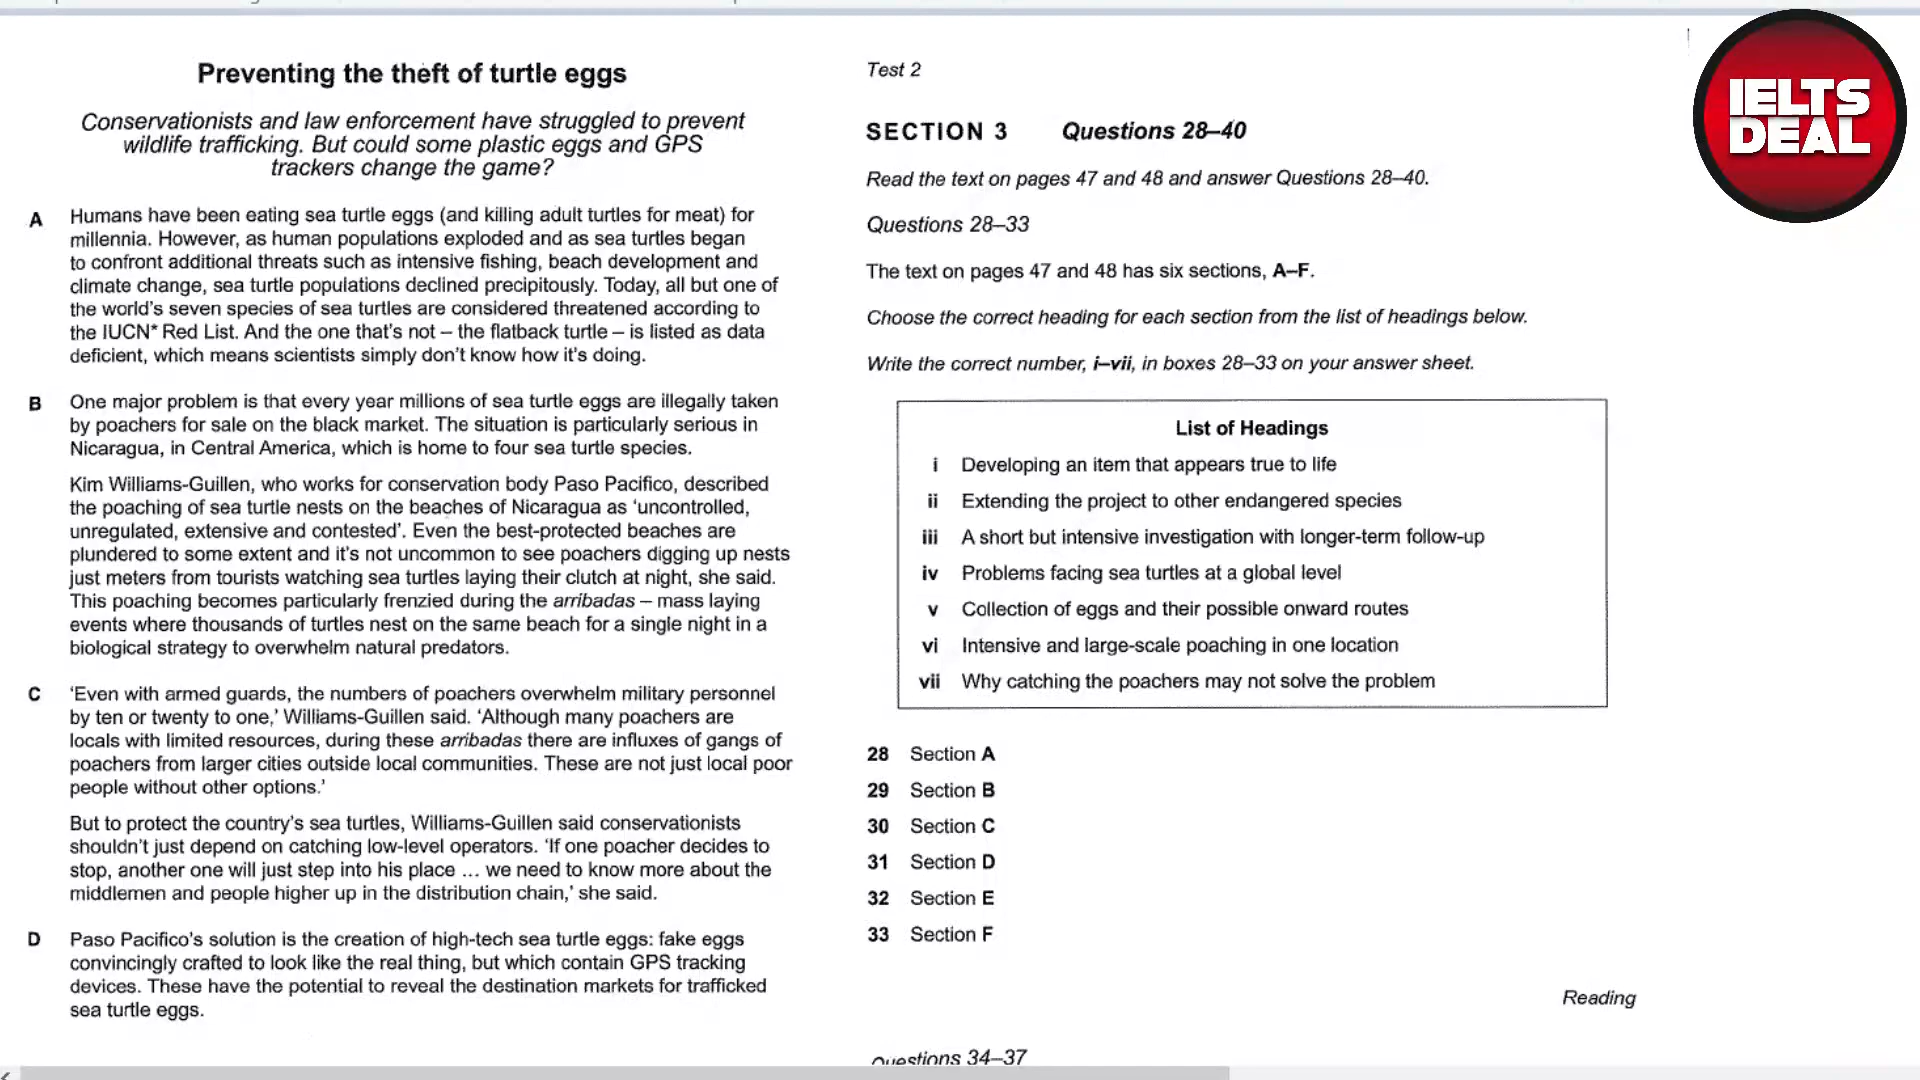 Preventing the theft of turtle eggs
Conservationists and law enforcement have struggled to prevent
wildlife trafficking. But could some plastic eggs and GPS
trackers change the game?
A Humans have been eating sea turtle eggs (and killing adult turtles for meat) for
millennia. However, as human populations exploded and as sea turtles began
to confront additional threats such as intensive fishing, beach development and
climate change, sea turtle populations declined precipitously. Today, all but one of
the world's seven species of sea turtles are considered threatened according to
the IUCN* Red List. And the one that's not – the flatback turtle – is listed as data
deficient, which means scientists simply don't know how it's doing.
B One major problem is that every year millions of sea turtle eggs are illegally taken
by poachers for sale on the black market. The situation is particularly serious in
Nicaragua, in Central America, which is home to four sea turtle species.
Kim Williams-Guillen, who works for conservation body Paso Pacifico, described
the poaching of sea turtle nests on the beaches of Nicaragua as 'uncontrolled,
unregulated, extensive and contested'. Even the best-protected beaches are
plundered to some extent and it's not uncommon to see poachers digging up nests
just meters from tourists watching sea turtles laying their clutch at night, she said.
This poaching becomes particularly frenzied during the arribadas – mass laying
events where thousands of turtles nest on the same beach for a single night in a
biological strategy to overwhelm natural predators.
C 'Even with armed guards, the numbers of poachers overwhelm military personnel
by ten or twenty to one,' Williams-Guillen said. 'Although many poachers are
locals with limited resources, during these arribadas there are influxes of gangs of
poachers from larger cities outside local communities. These are not just local poor
people without other options.'
But to protect the country's sea turtles, Williams-Guillen said conservationists
shouldn't just depend on catching low-level operators. 'If one poacher decides to
stop, another one will just step into his place ... we need to know more about the
middlemen and people higher up in the distribution chain,' she said.
D Paso Pacifico's solution is the creation of high-tech sea turtle eggs: fake eggs
convincingly crafted to look like the real thing, but which contain GPS tracking
devices. These have the potential to reveal the destination markets for trafficked
sea turtle eggs.
Test 2
SECTION 3 Questions 28–40
Read the text on pages 47 and 48 and answer Questions 28–40.
Questions 28–33
The text on pages 47 and 48 has six sections, A–F.
Choose the correct heading for each section from the list of headings below.
Write the correct number, i–vii, in boxes 28–33 on your answer sheet.
List of Headings
i Developing an item that appears true to life
ii Extending the project to other endangered species
iii A short but intensive investigation with longer-term follow-up
iv Problems facing sea turtles at a global level
v Collection of eggs and their possible onward routes
vi Intensive and large-scale poaching in one location
vii Why catching the poachers may not solve the problem
28 Section A
29 Section B
30 Section C
31 Section D
32 Section E
33 Section F
Reading
Questions 34–37
IELTS
DEAL